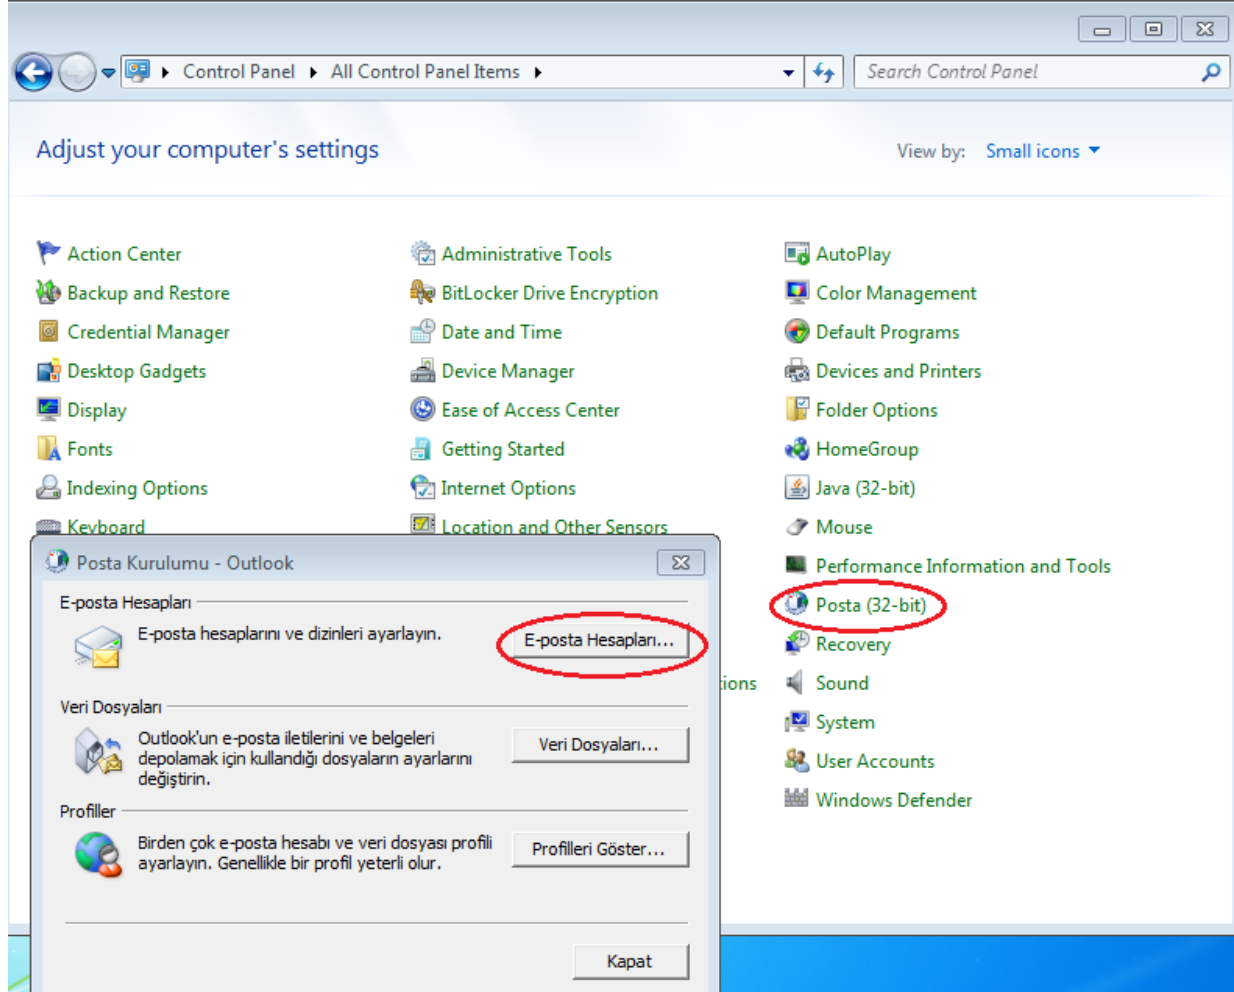 Control Panel All Control Panel Items
Search Control Panel
Adjust your computer's settings
View by: Small icons
Action Center
Administrative Tools
AutoPlay
Backup and Restore
BitLocker Drive Encryption
Color Management
Credential Manager
Date and Time
Default Programs
Desktop Gadgets
Device Manager
Devices and Printers
Display
Ease of Access Center
Folder Options
Fonts
Getting Started
HomeGroup
Indexing Options
Internet Options
Java (32-bit)
Keyboard
Location and Other Sensors
Mouse
Performance Information and Tools
Posta (32-bit)
Recovery
ions
Sound
System
User Accounts
Windows Defender
Posta Kurulumu - Outlook
E-posta Hesapları
E-posta hesaplarını ve dizinleri ayarlayın.
E-posta Hesapları...
Veri Dosyaları
Outlook'un e-posta iletilerini ve belgeleri
depolamak için kullandığı dosyaların ayarlarını
değiştirin.
Veri Dosyaları...
Profiller
Birden çok e-posta hesabı ve veri dosyası profili
ayarlayın. Genellikle bir profil yeterli olur.
Profilleri Göster...
Kapat